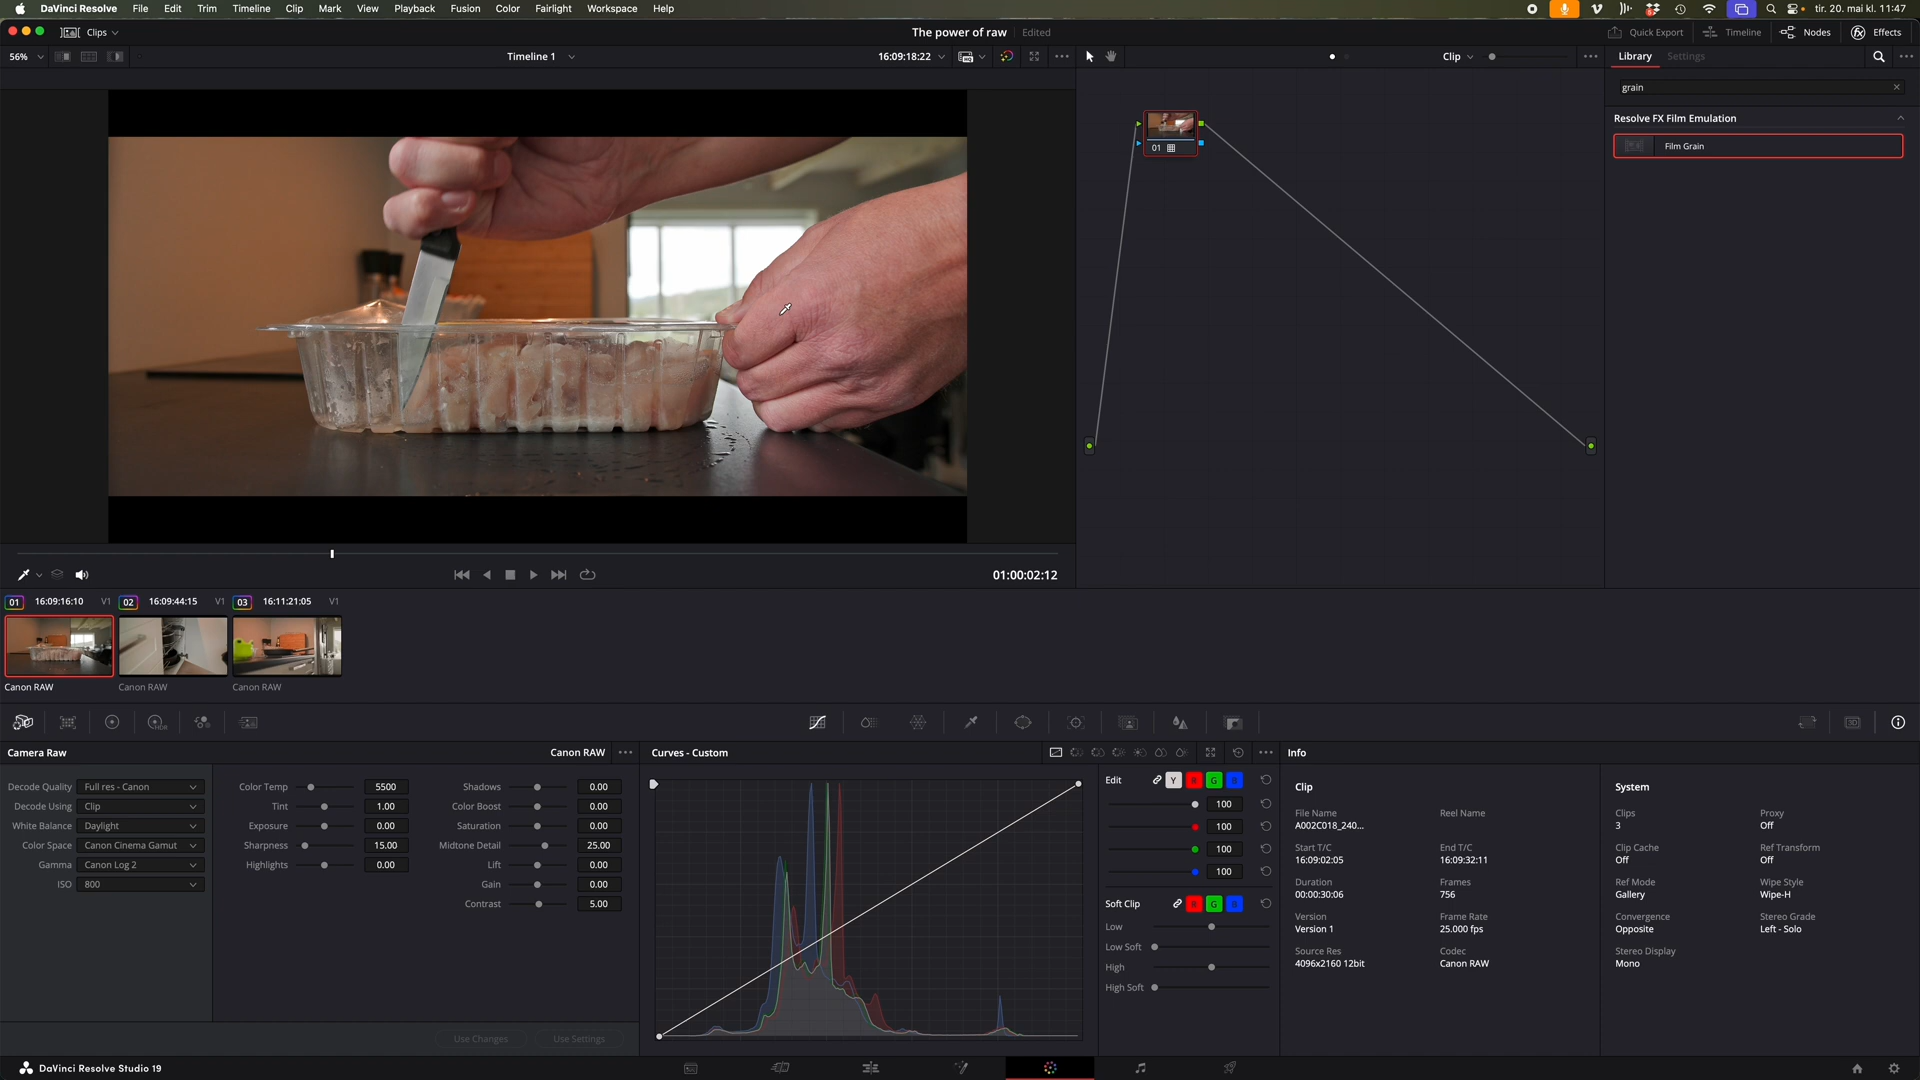 DaVinci Resolve File Edit Trim Timeline Clip Mark View Playback Fusion Color Fairlight Workspace Help tir. 20. mai kl. 11:47
Clips The power of raw Edited Quick Export Timeline Nodes Effects
56% Timeline 1 16:09:18:22 Clip Library Settings
grain
Resolve FX Film Emulation
Film Grain
01
01:00:02:12
01 16:09:16:10 V1 02 16:09:44:15 V1 03 16:11:21:05 V1
Canon RAW Canon RAW Canon RAW
HDR
3D
Camera Raw Canon RAW Curves - Custom Info
Decode Quality Full res - Canon Color Temp 5500 Shadows 0.00 Edit Y R G B Clip System
Decode Using Clip Tint 1.00 Color Boost 0.00 100
White Balance Daylight Exposure 0.00 Saturation 0.00 100
Color Space Canon Cinema Gamut Sharpness 15.00 Midtone Detail 25.00 100
Gamma Canon Log 2 Highlights 0.00 Lift 0.00 100
ISO 800 Gain 0.00
Contrast 5.00 Soft Clip R G B
Low
Low Soft
High
High Soft
File Name Reel Name Clips Proxy
A002C018_240... 3 Off
Start T/C End T/C Clip Cache Ref Transform
16:09:02:05 16:09:32:11 Off Off
Duration Frames Ref Mode Wipe Style
00:00:30:06 756 Gallery Wipe-H
Version Frame Rate Convergence Stereo Grade
Version 1 25.000 fps Opposite Left - Solo
Source Res Codec Stereo Display
4096x2160 12bit Canon RAW Mono
Use Changes Use Settings
DaVinci Resolve Studio 19